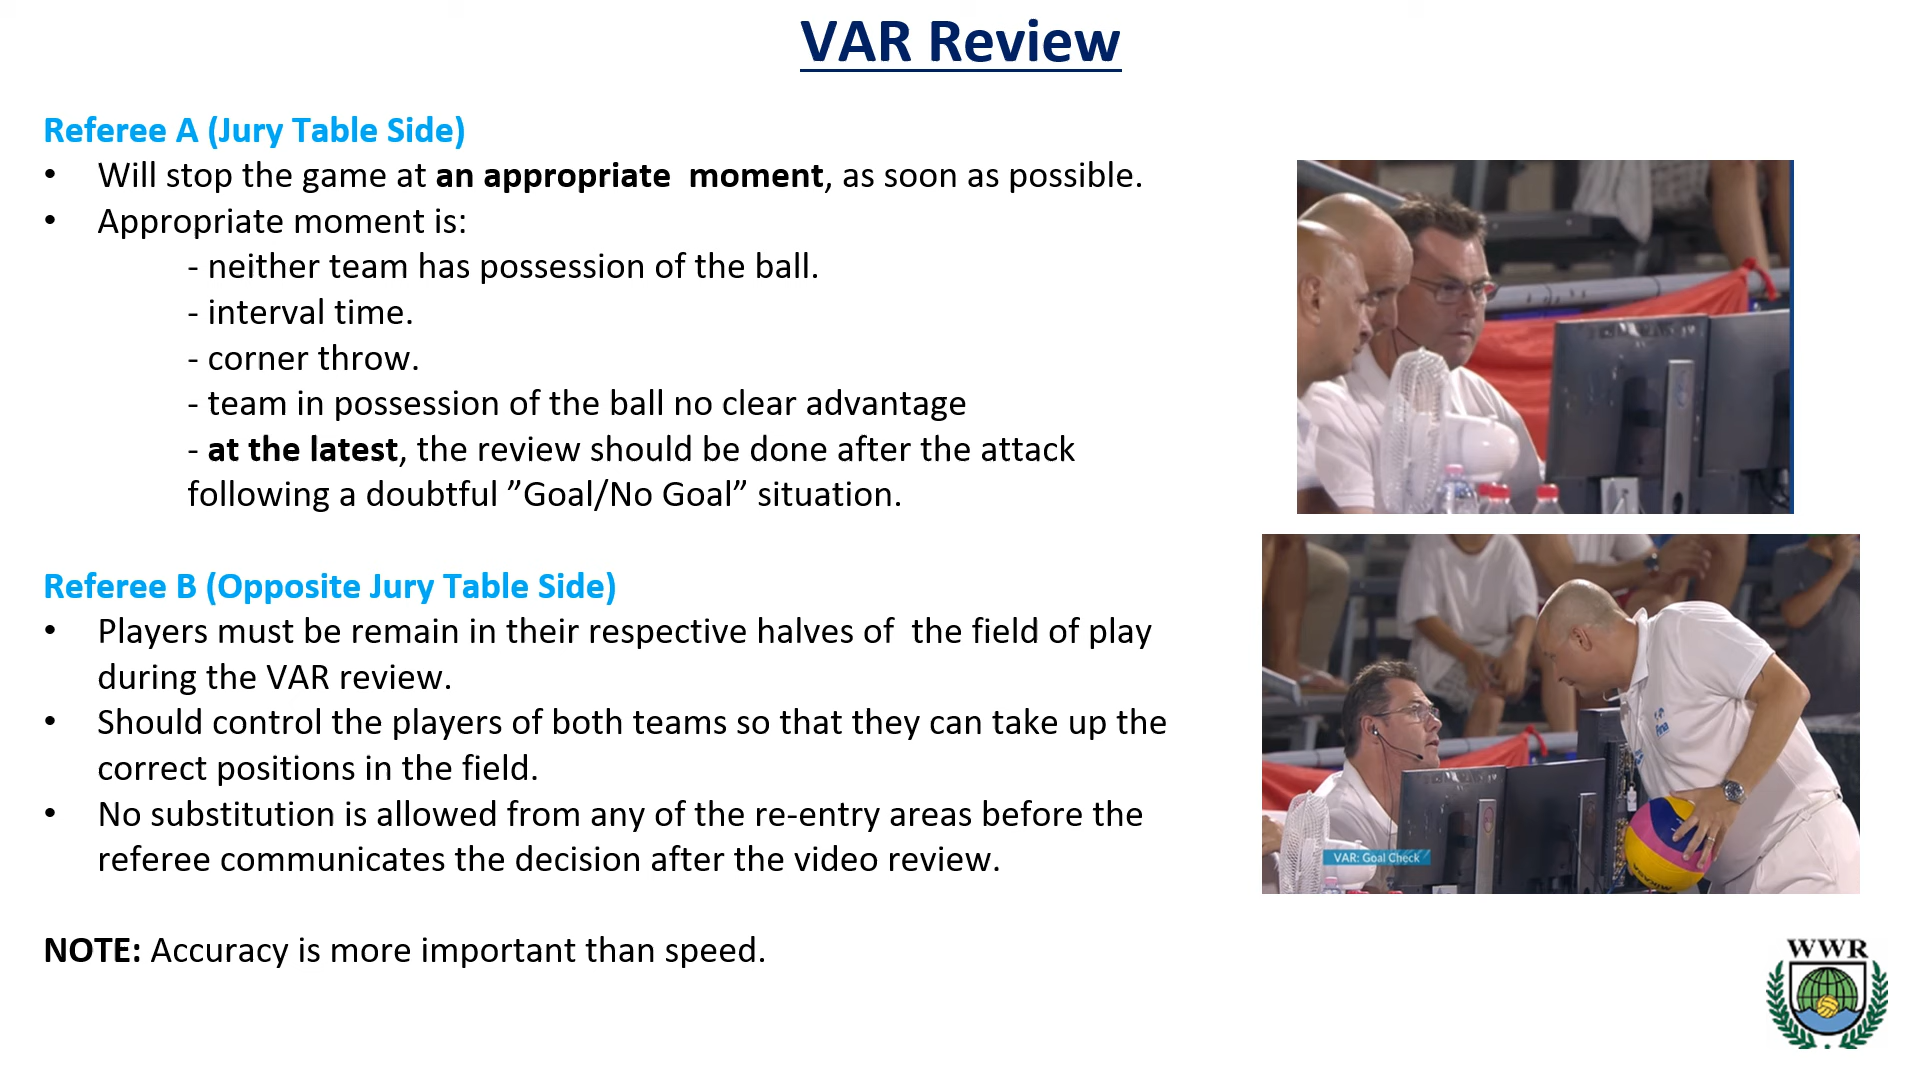 VAR Review
Referee A (Jury Table Side)
• Will stop the game at an appropriate  moment, as soon as possible.
• Appropriate moment is:
- neither team has possession of the ball.
- interval time.
- corner throw.
- team in possession of the ball no clear advantage
- at the latest, the review should be done after the attack
following a doubtful ”Goal/No Goal” situation.
Referee B (Opposite Jury Table Side)
• Players must be remain in their respective halves of  the field of play
during the VAR review.
• Should control the players of both teams so that they can take up the
correct positions in the field.
• No substitution is allowed from any of the re-entry areas before the
referee communicates the decision after the video review.
NOTE: Accuracy is more important than speed.
fina
VAR: Goal Check
MIKASA
WWR